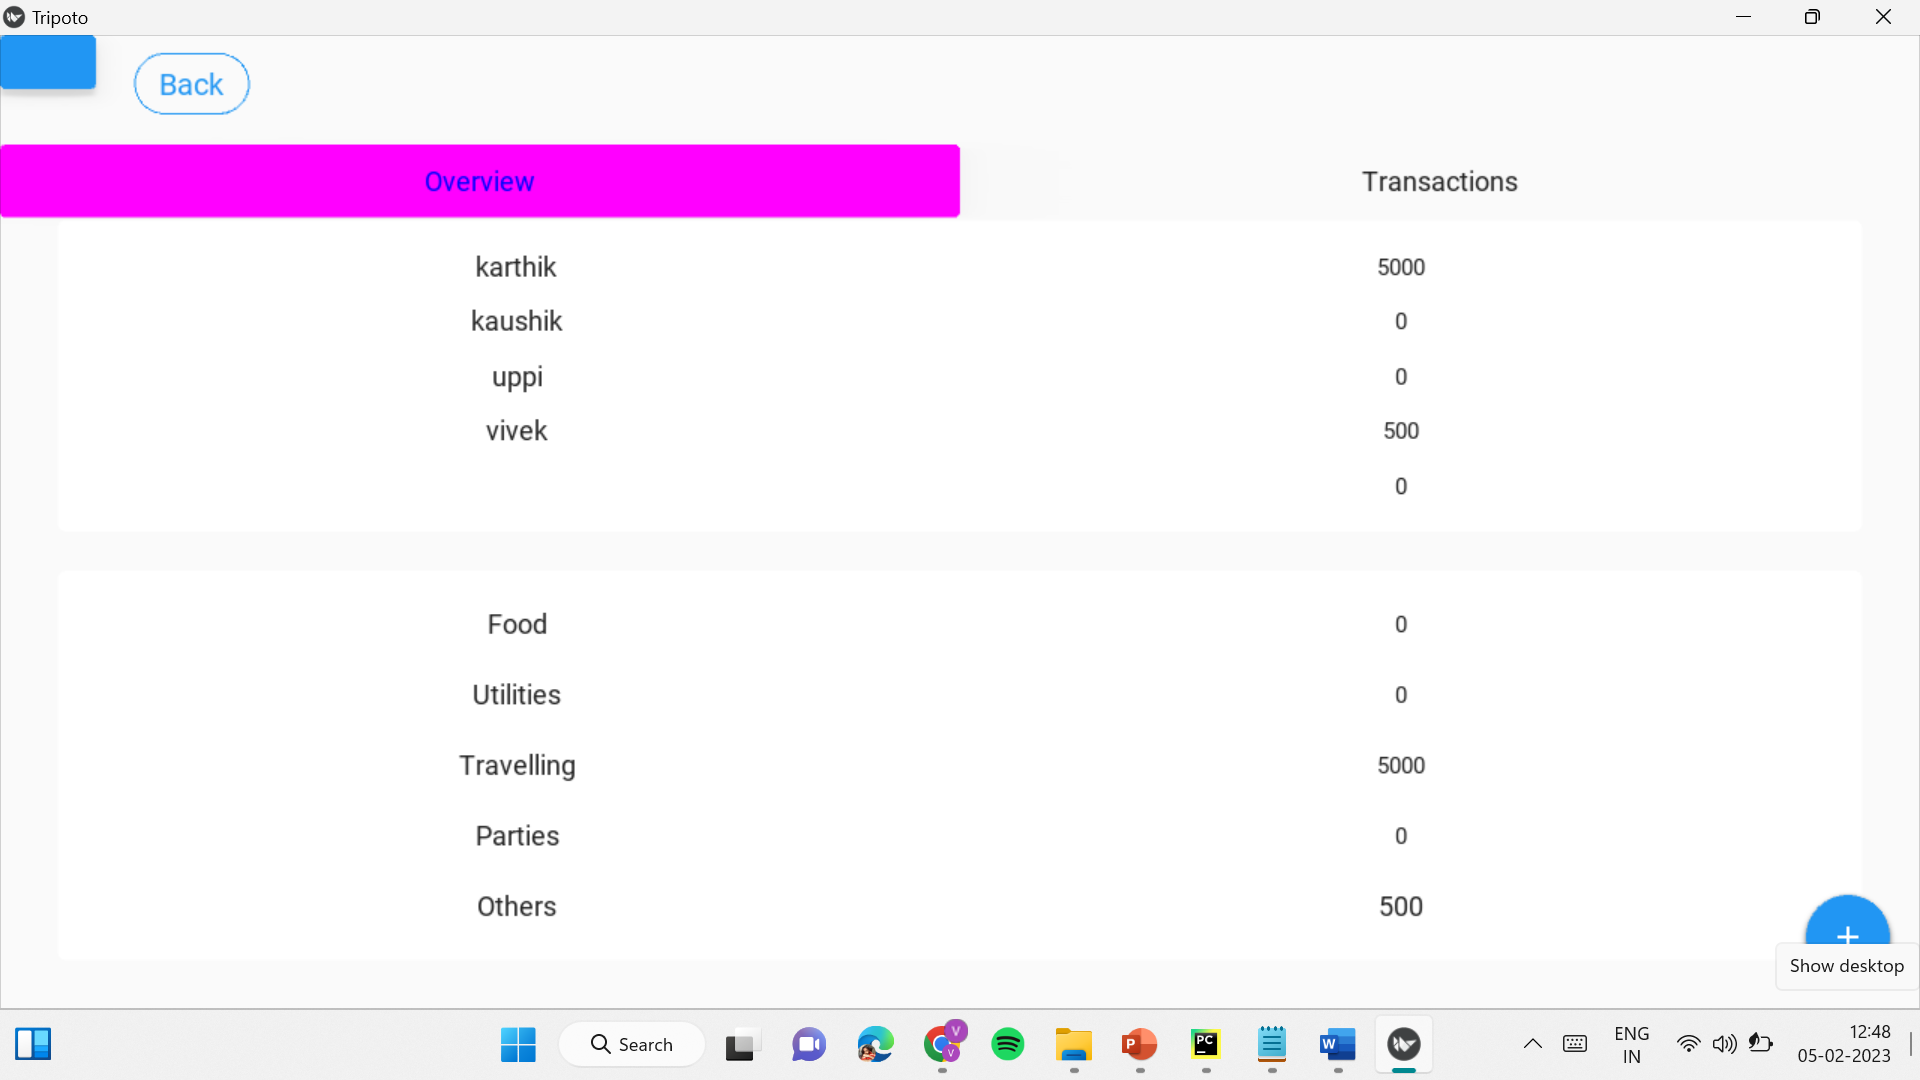 Tripoto
Back
Overview Transactions
karthik 5000
kaushik 0
uppi 0
vivek 500
0
Food 0
Utilities 0
Travelling 5000
Parties 0
Others 500
+
Show desktop
Search
V
V
P
PC
W
ENG
IN
12:48
05-02-2023